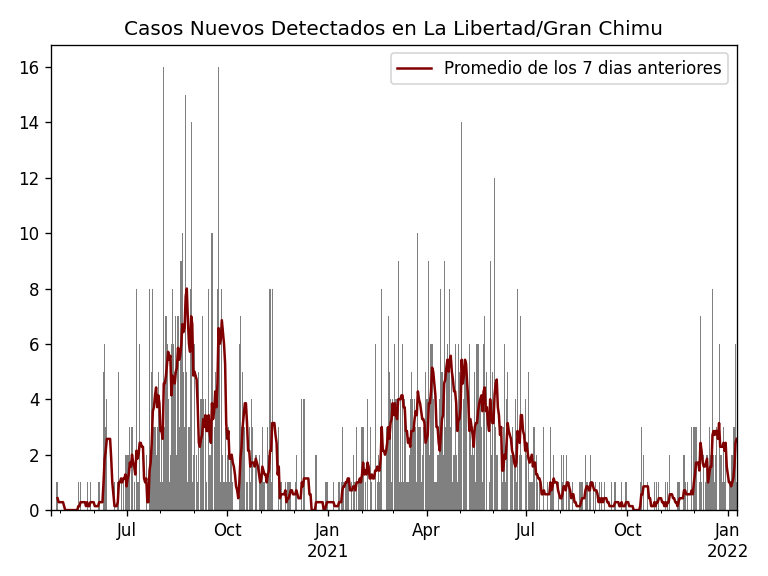 Casos Nuevos Detectados en La Libertad/Gran Chimu
Promedio de los 7 dias anteriores
16
14
12
10
8
6
4
2
0
Jul
Oct
Jan
2021
Apr
Jul
Oct
Jan
2022